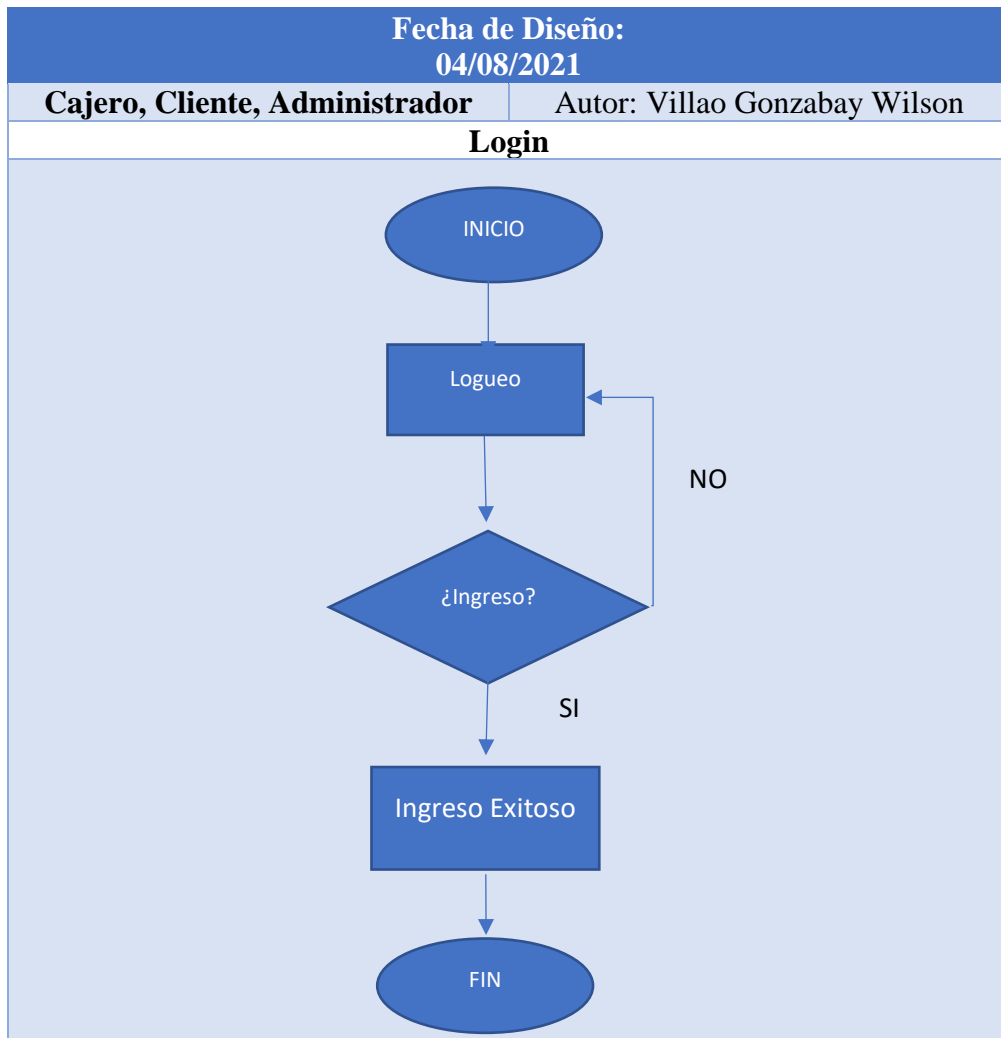 Fecha de Diseño:
04/08/2021
Cajero, Cliente, Administrador
Autor: Villao Gonzabay Wilson
Login
INICIO
Logueo
NO
¿Ingreso?
SI
Ingreso Exitoso
FIN